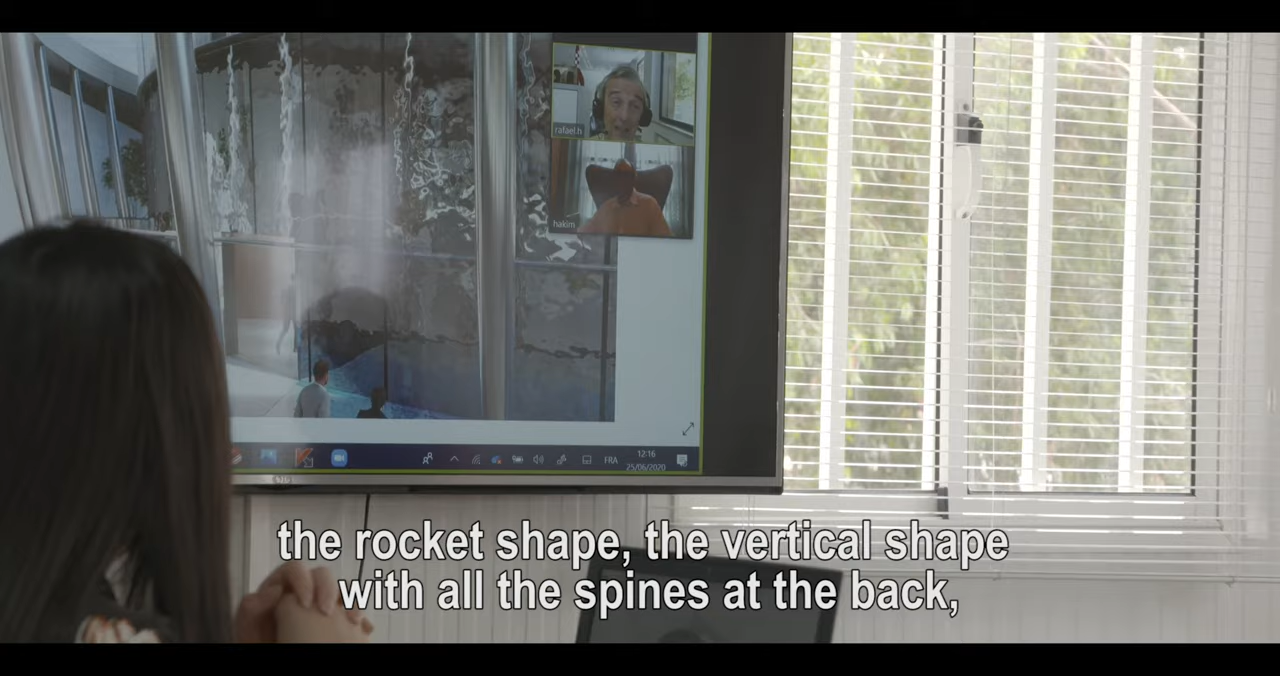 rafael.h
hakim
FRA
12:16
25/06/2020
the rocket shape, the vertical shape
with all the spines at the back,